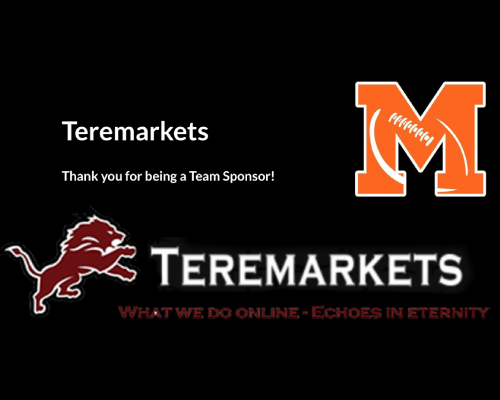 Teremarkets
M
Thank you for being a Team Sponsor!
TEREMARKETS
WHAT WE DO ONLINE - ECHOES IN ETERNITY